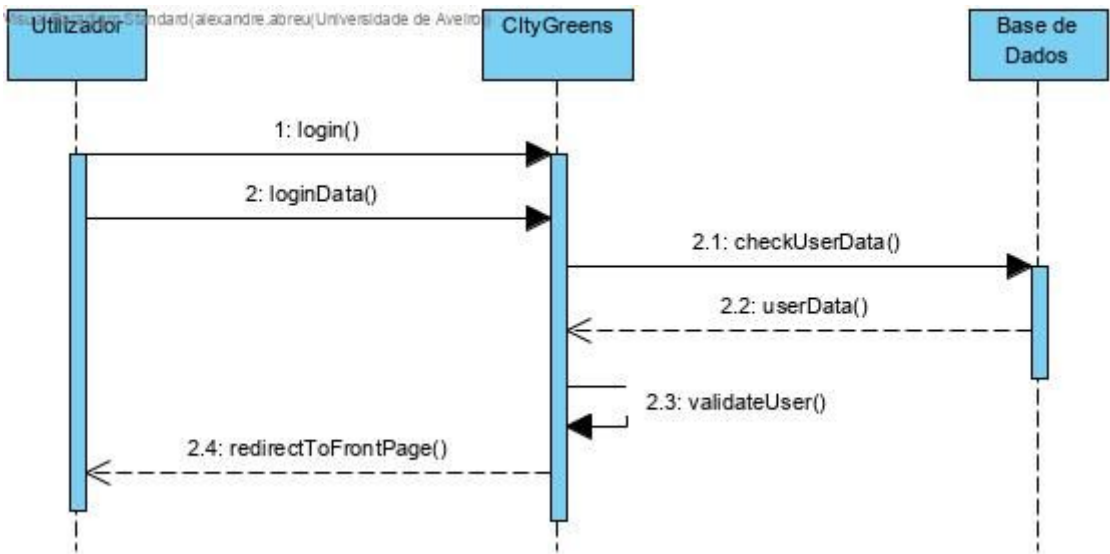 Standard(alexandre.abreu(Universidade de Aveiro))
Utilizador
CItyGreens
Base de
Dados
1: login()
2: loginData()
2.1: checkUserData()
2.2: userData()
2.3: validateUser()
2.4: redirectToFrontPage()